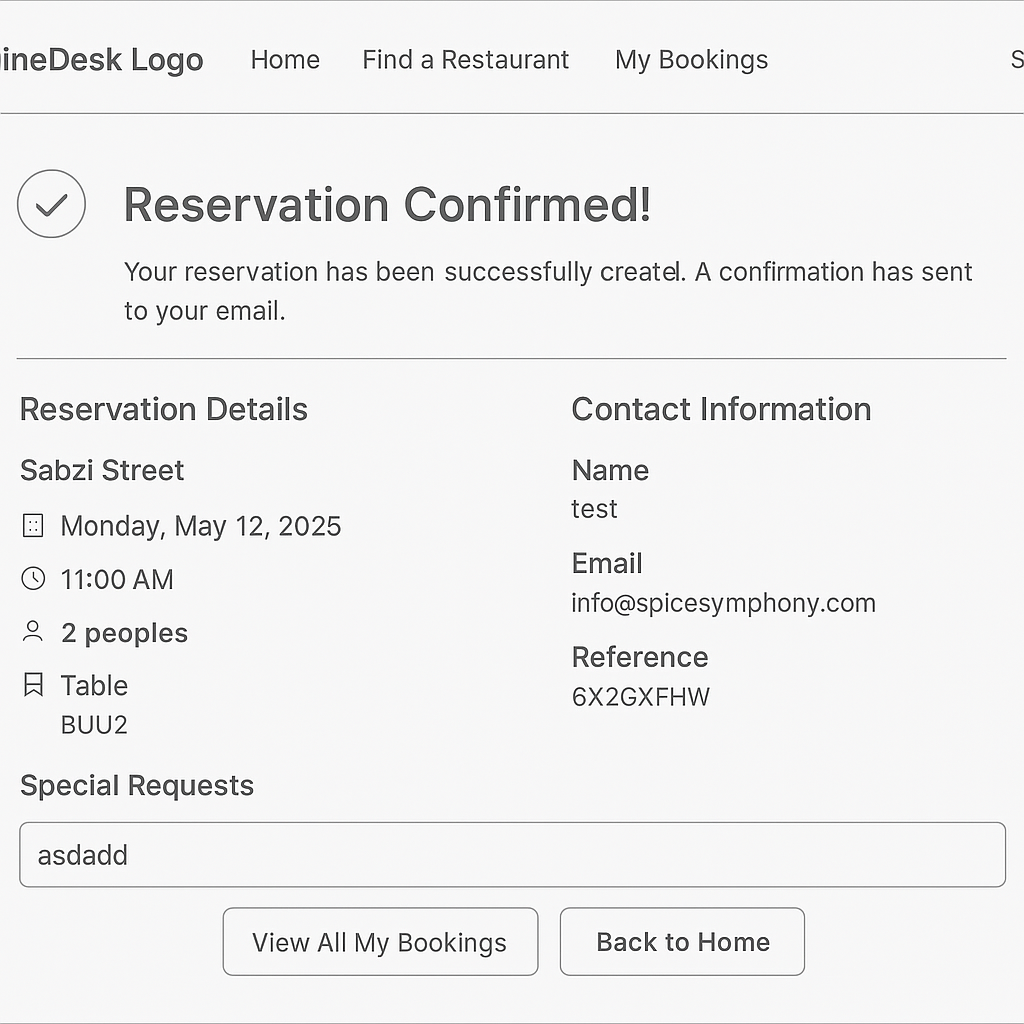 ineDesk Logo Home Find a Restaurant My Bookings S
Reservation Confirmed!
Your reservation has been successfully createl. A confirmation has sent
to your email.
Reservation Details
Sabzi Street
Monday, May 12, 2025
11:00 AM
2 peoples
Table
BUU2
Contact Information
Name
test
Email
info@spicesymphony.com
Reference
6X2GXFHW
Special Requests
asdadd
View All My Bookings Back to Home